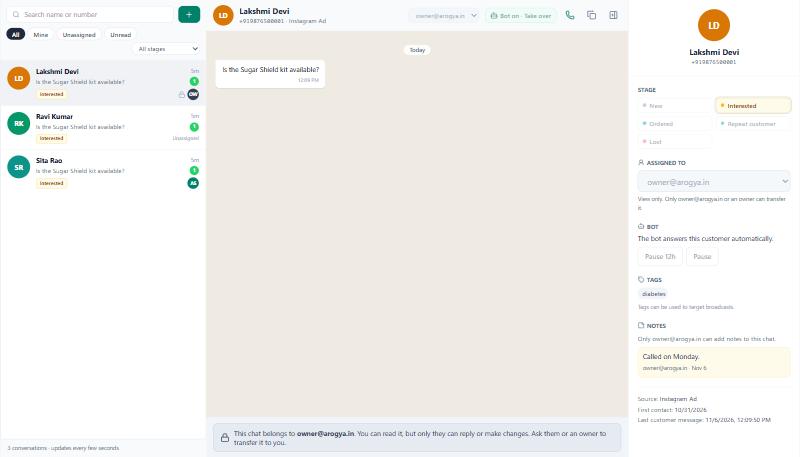 Search name or number
+
All Mine Unassigned Unread
All stages
LD Lakshmi Devi 5m
Is the Sugar Shield kit available? 1
Interested OW
RK Ravi Kumar 5m
Is the Sugar Shield kit available? 1
Interested Unassigned
SR Sita Rao 5m
Is the Sugar Shield kit available? 1
Interested AS
3 conversations · updates every few seconds
LD Lakshmi Devi
+919876500001 · Instagram Ad
owner@arogya.in
Bot on · Take over
Today
Is the Sugar Shield kit available?
12:09 PM
This chat belongs to owner@arogya.in. You can read it, but only they can reply or make changes. Ask them or an owner to
transfer it to you.
LD
Lakshmi Devi
+919876500001
STAGE
New Interested
Ordered Repeat customer
Lost
ASSIGNED TO
owner@arogya.in
View only. Only owner@arogya.in or an owner can transfer
it.
BOT
The bot answers this customer automatically.
Pause 12h Pause
TAGS
diabetes
Tags can be used to target broadcasts.
NOTES
Only owner@arogya.in can add notes to this chat.
Called on Monday.
owner@arogya.in · Nov 6
Source: Instagram Ad
First contact: 10/31/2026
Last customer message: 11/6/2026, 12:09:50 PM